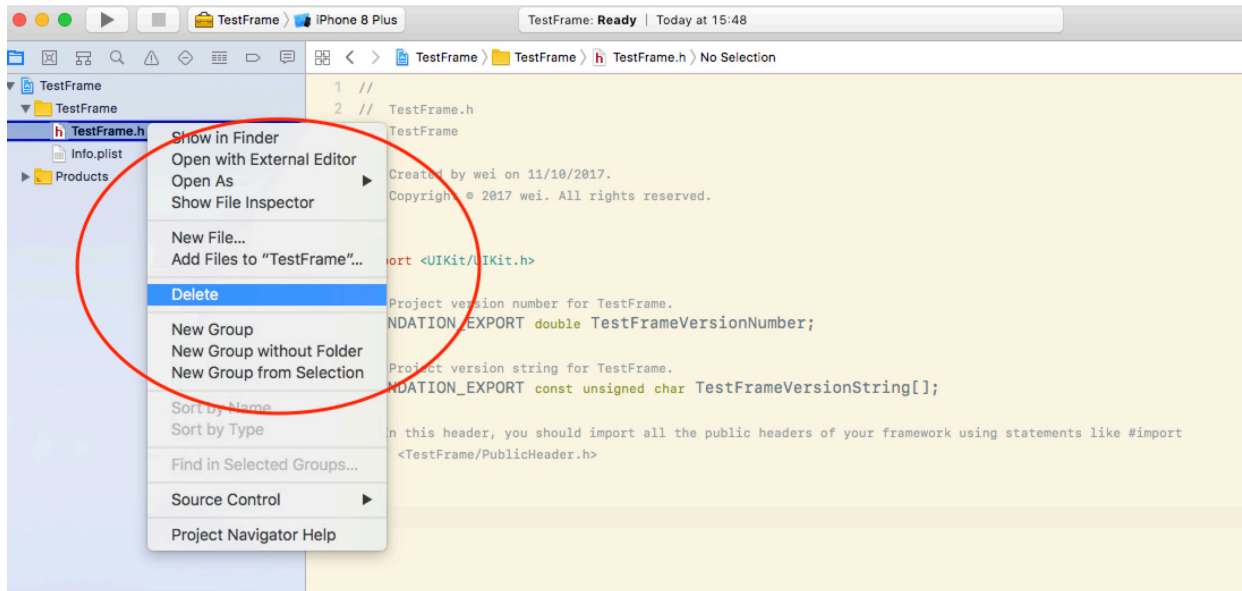 TestFrame iPhone 8 Plus TestFrame: Ready | Today at 15:48
TestFrame TestFrame h TestFrame.h No Selection
TestFrame
TestFrame
h TestFrame.h
Info.plist
Products
Show in Finder
Open with External Editor
Open As
Show File Inspector
New File...
Add Files to “TestFrame”...
Delete
New Group
New Group without Folder
New Group from Selection
Sort by Name
Sort by Type
Find in Selected Groups...
Source Control
Project Navigator Help
1 //
2 // TestFrame.h
TestFrame
Created by wei on 11/10/2017.
Copyright © 2017 wei. All rights reserved.
ort <UIKit/UIKit.h>
Project version number for TestFrame.
NDATION_EXPORT double TestFrameVersionNumber;
Project version string for TestFrame.
NDATION_EXPORT const unsigned char TestFrameVersionString[];
n this header, you should import all the public headers of your framework using statements like #import
<TestFrame/PublicHeader.h>